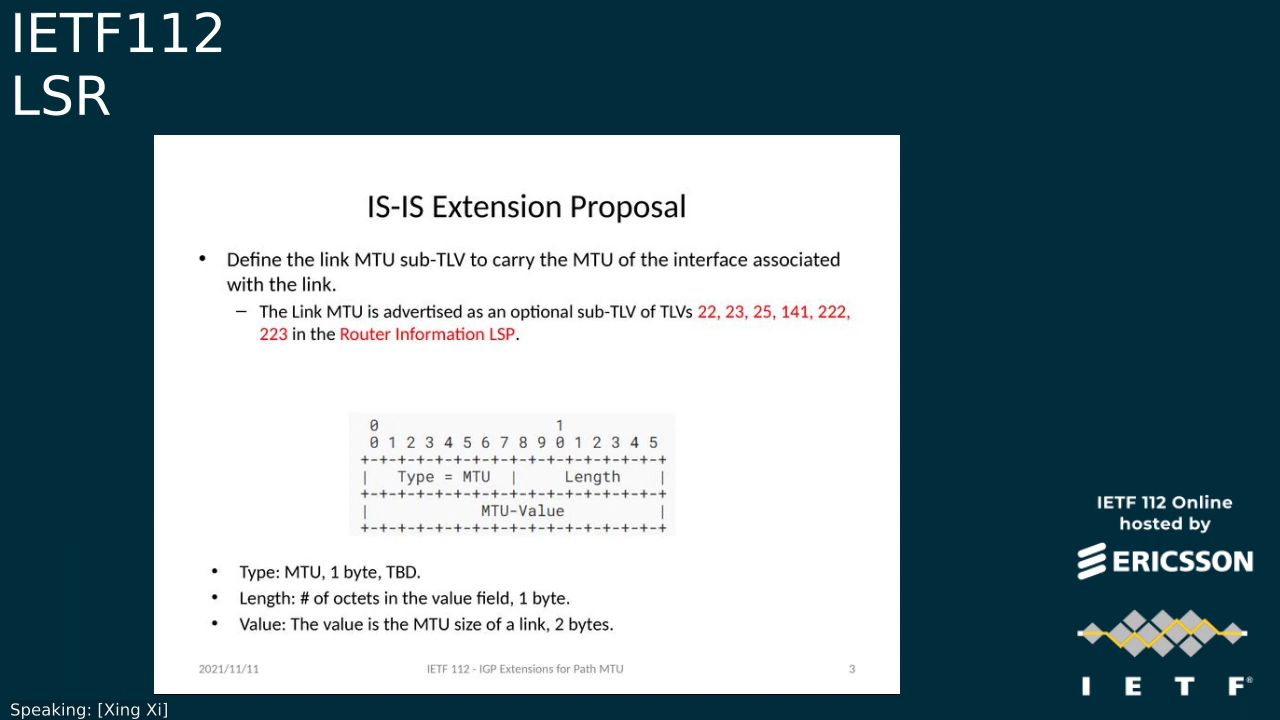 IETF112
LSR
IS-IS Extension Proposal
• Define the link MTU sub-TLV to carry the MTU of the interface associated
with the link.
– The Link MTU is advertised as an optional sub-TLV of TLVs 22, 23, 25, 141, 222,
223 in the Router Information LSP.
0                   1
0 1 2 3 4 5 6 7 8 9 0 1 2 3 4 5
+-+-+-+-+-+-+-+-+-+-+-+-+-+-+-+-+
|   Type = MTU  |     Length    |
+-+-+-+-+-+-+-+-+-+-+-+-+-+-+-+-+
|            MTU-Value          |
+-+-+-+-+-+-+-+-+-+-+-+-+-+-+-+-+
• Type: MTU, 1 byte, TBD.
• Length: # of octets in the value field, 1 byte.
• Value: The value is the MTU size of a link, 2 bytes.
2021/11/11 IETF 112 - IGP Extensions for Path MTU 3
IETF 112 Online
hosted by
ERICSSON
I E T F®
Speaking: [Xing Xi]